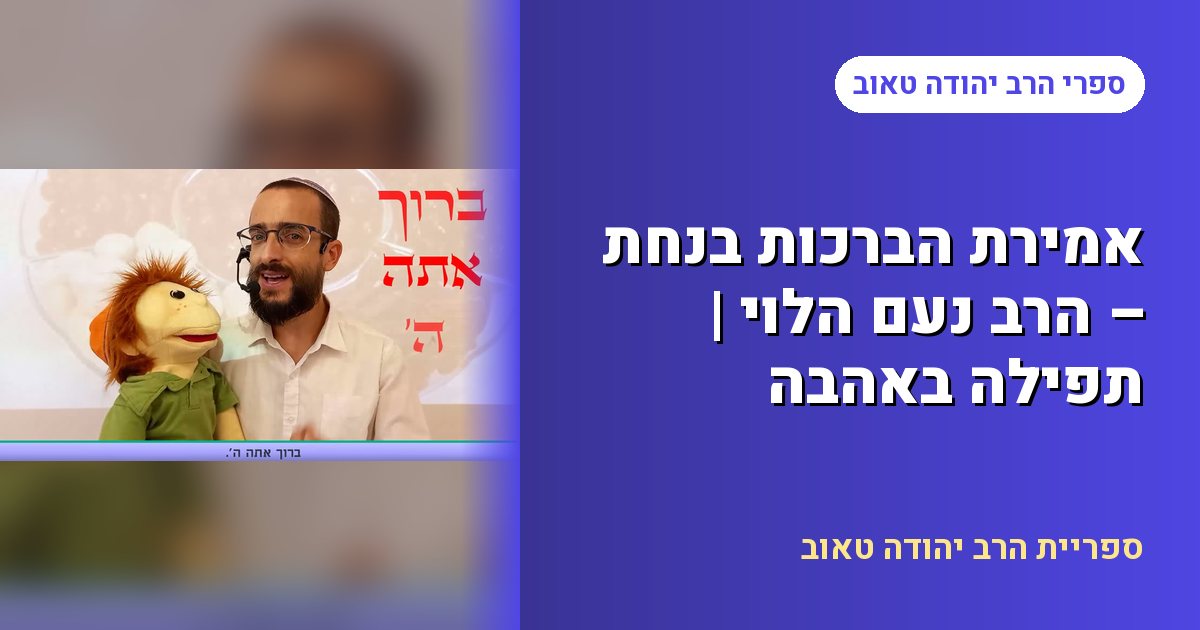 ספרי הרב יהודה טאוב
אמירת הברכות בנחת
– הרב נעם הלוי |
תפילה באהבה
ספריית הרב יהודה טאוב
ברוך
אתה
ה'
ברוך אתה ה'.